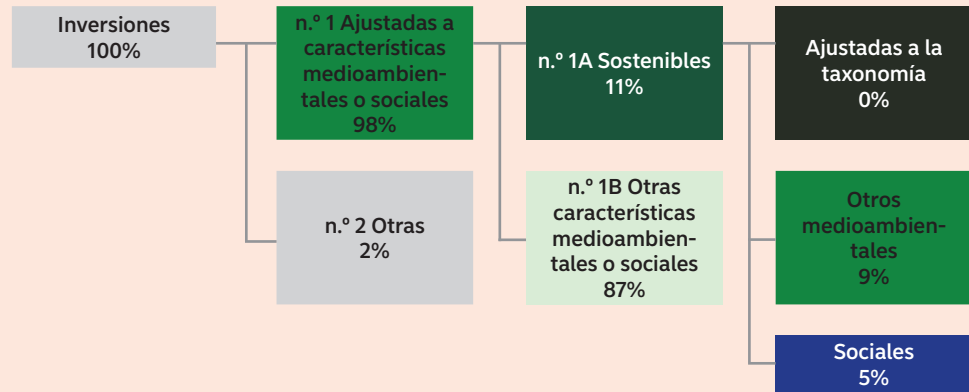 Inversiones
100%
n.º 1 Ajustadas a
características
medioambien-
tales o sociales
98%
n.º 2 Otras
2%
n.º 1A Sostenibles
11%
n.º 1B Otras
características
medioambien-
tales o sociales
87%
Ajustadas a la
taxonomía
0%
Otros
medioambien-
tales
9%
Sociales
5%